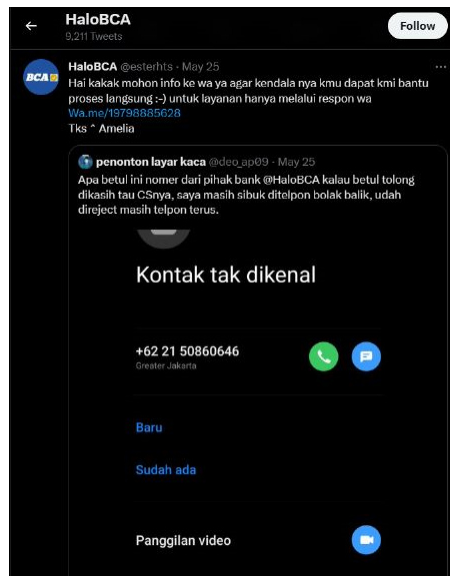 HaloBCA
9,211 Tweets
Follow
BCA
HaloBCA @esterhts · May 25
Hai kakak mohon info ke wa ya agar kendala nya kmu dapat kmi bantu
proses langsung :-) untuk layanan hanya melalui respon wa
Wa.me/19798885628
Tks ^ Amelia
penonton layar kaca @deo_ap09 · May 25
Apa betul ini nomer dari pihak bank @HaloBCA kalau betul tolong
dikasih tau CSnya, saya masih sibuk ditelpon bolak balik, udah
direject masih telpon terus.
Kontak tak dikenal
+62 21 50860646
Greater Jakarta
Baru
Sudah ada
Panggilan video